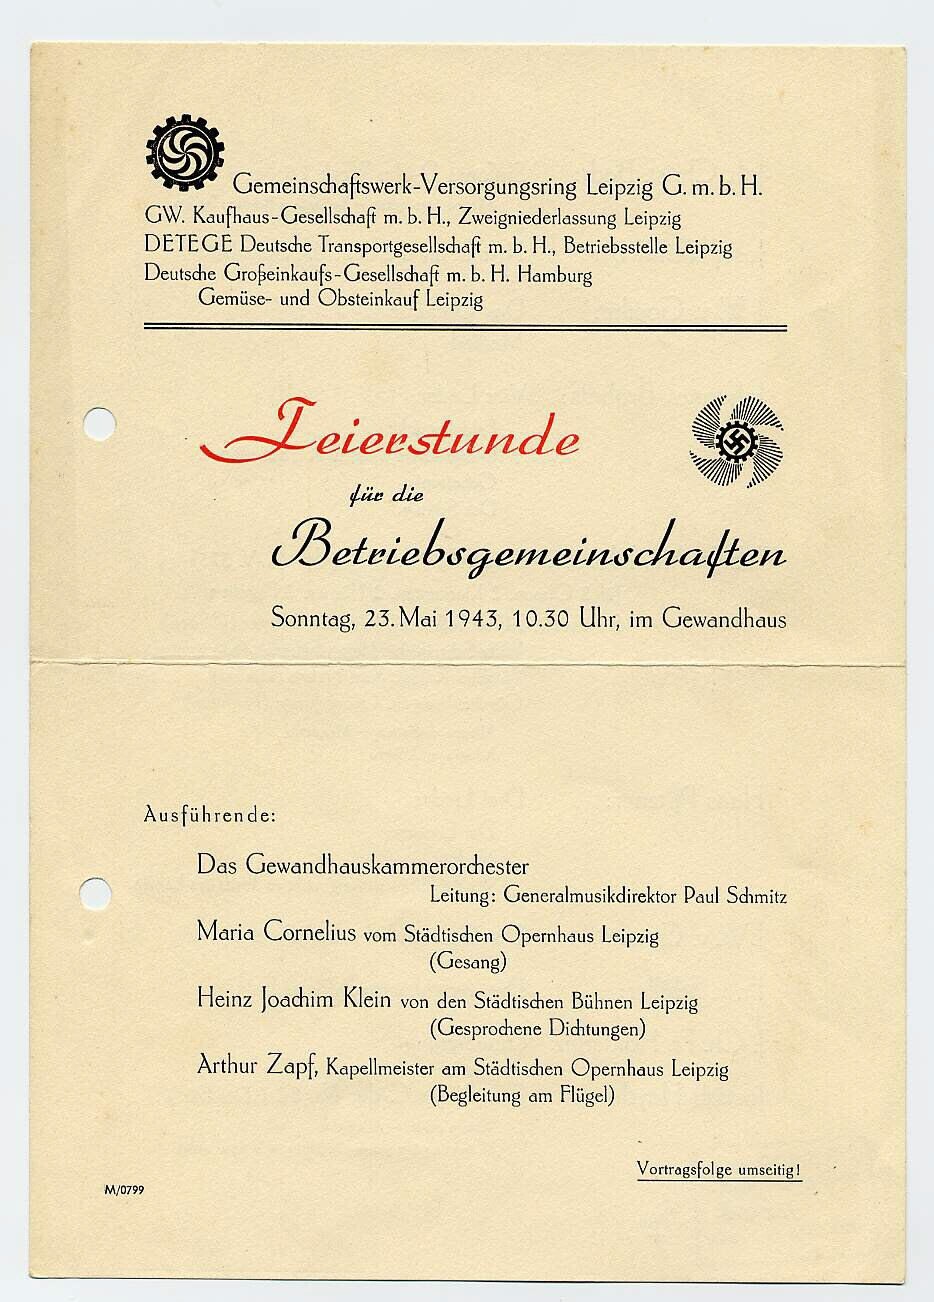 Gemeinschaftswerk-Versorgungsring Leipzig G. m. b. H.
GW. Kaufhaus-Gesellschaft m. b. H., Zweigniederlassung Leipzig
DETEGE Deutsche Transportgesellschaft m. b. H., Betriebsstelle Leipzig
Deutsche Großeinkaufs-Gesellschaft m. b. H. Hamburg
Gemüse- und Obsteinkauf Leipzig
Feierstunde
für die
Betriebsgemeinschaften
Sonntag, 23. Mai 1943, 10.30 Uhr, im Gewandhaus
Ausführende:
Das Gewandhauskammerorchester
Leitung: Generalmusikdirektor Paul Schmitz
Maria Cornelius vom Städtischen Opernhaus Leipzig
(Gesang)
Heinz Joachim Klein von den Städtischen Bühnen Leipzig
(Gesprochene Dichtungen)
Arthur Zapf, Kapellmeister am Städtischen Opernhaus Leipzig
(Begleitung am Flügel)
Vortragsfolge umseitig!
M/0799